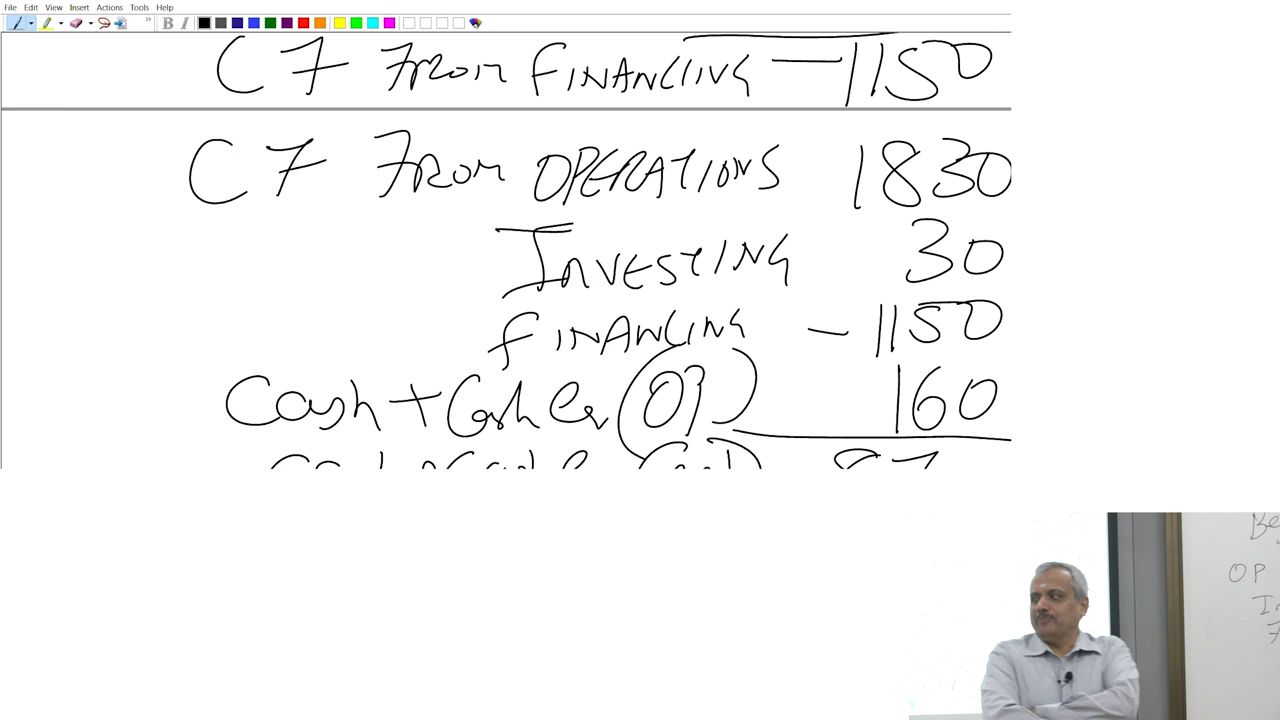 File Edit View Insert Actions Tools Help
B I
CF FROM FINANCING -1150
CF FROM OPERATIONS 1830
INVESTING 30
FINANCING -1150
Cash + Cash Eq (OP) 160
OP